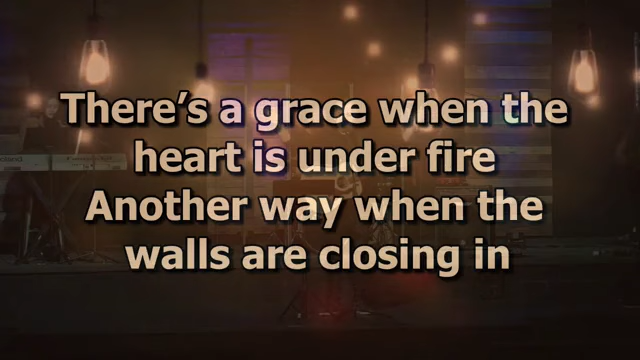 There’s a grace when the
heart is under fire
Another way when the
walls are closing in